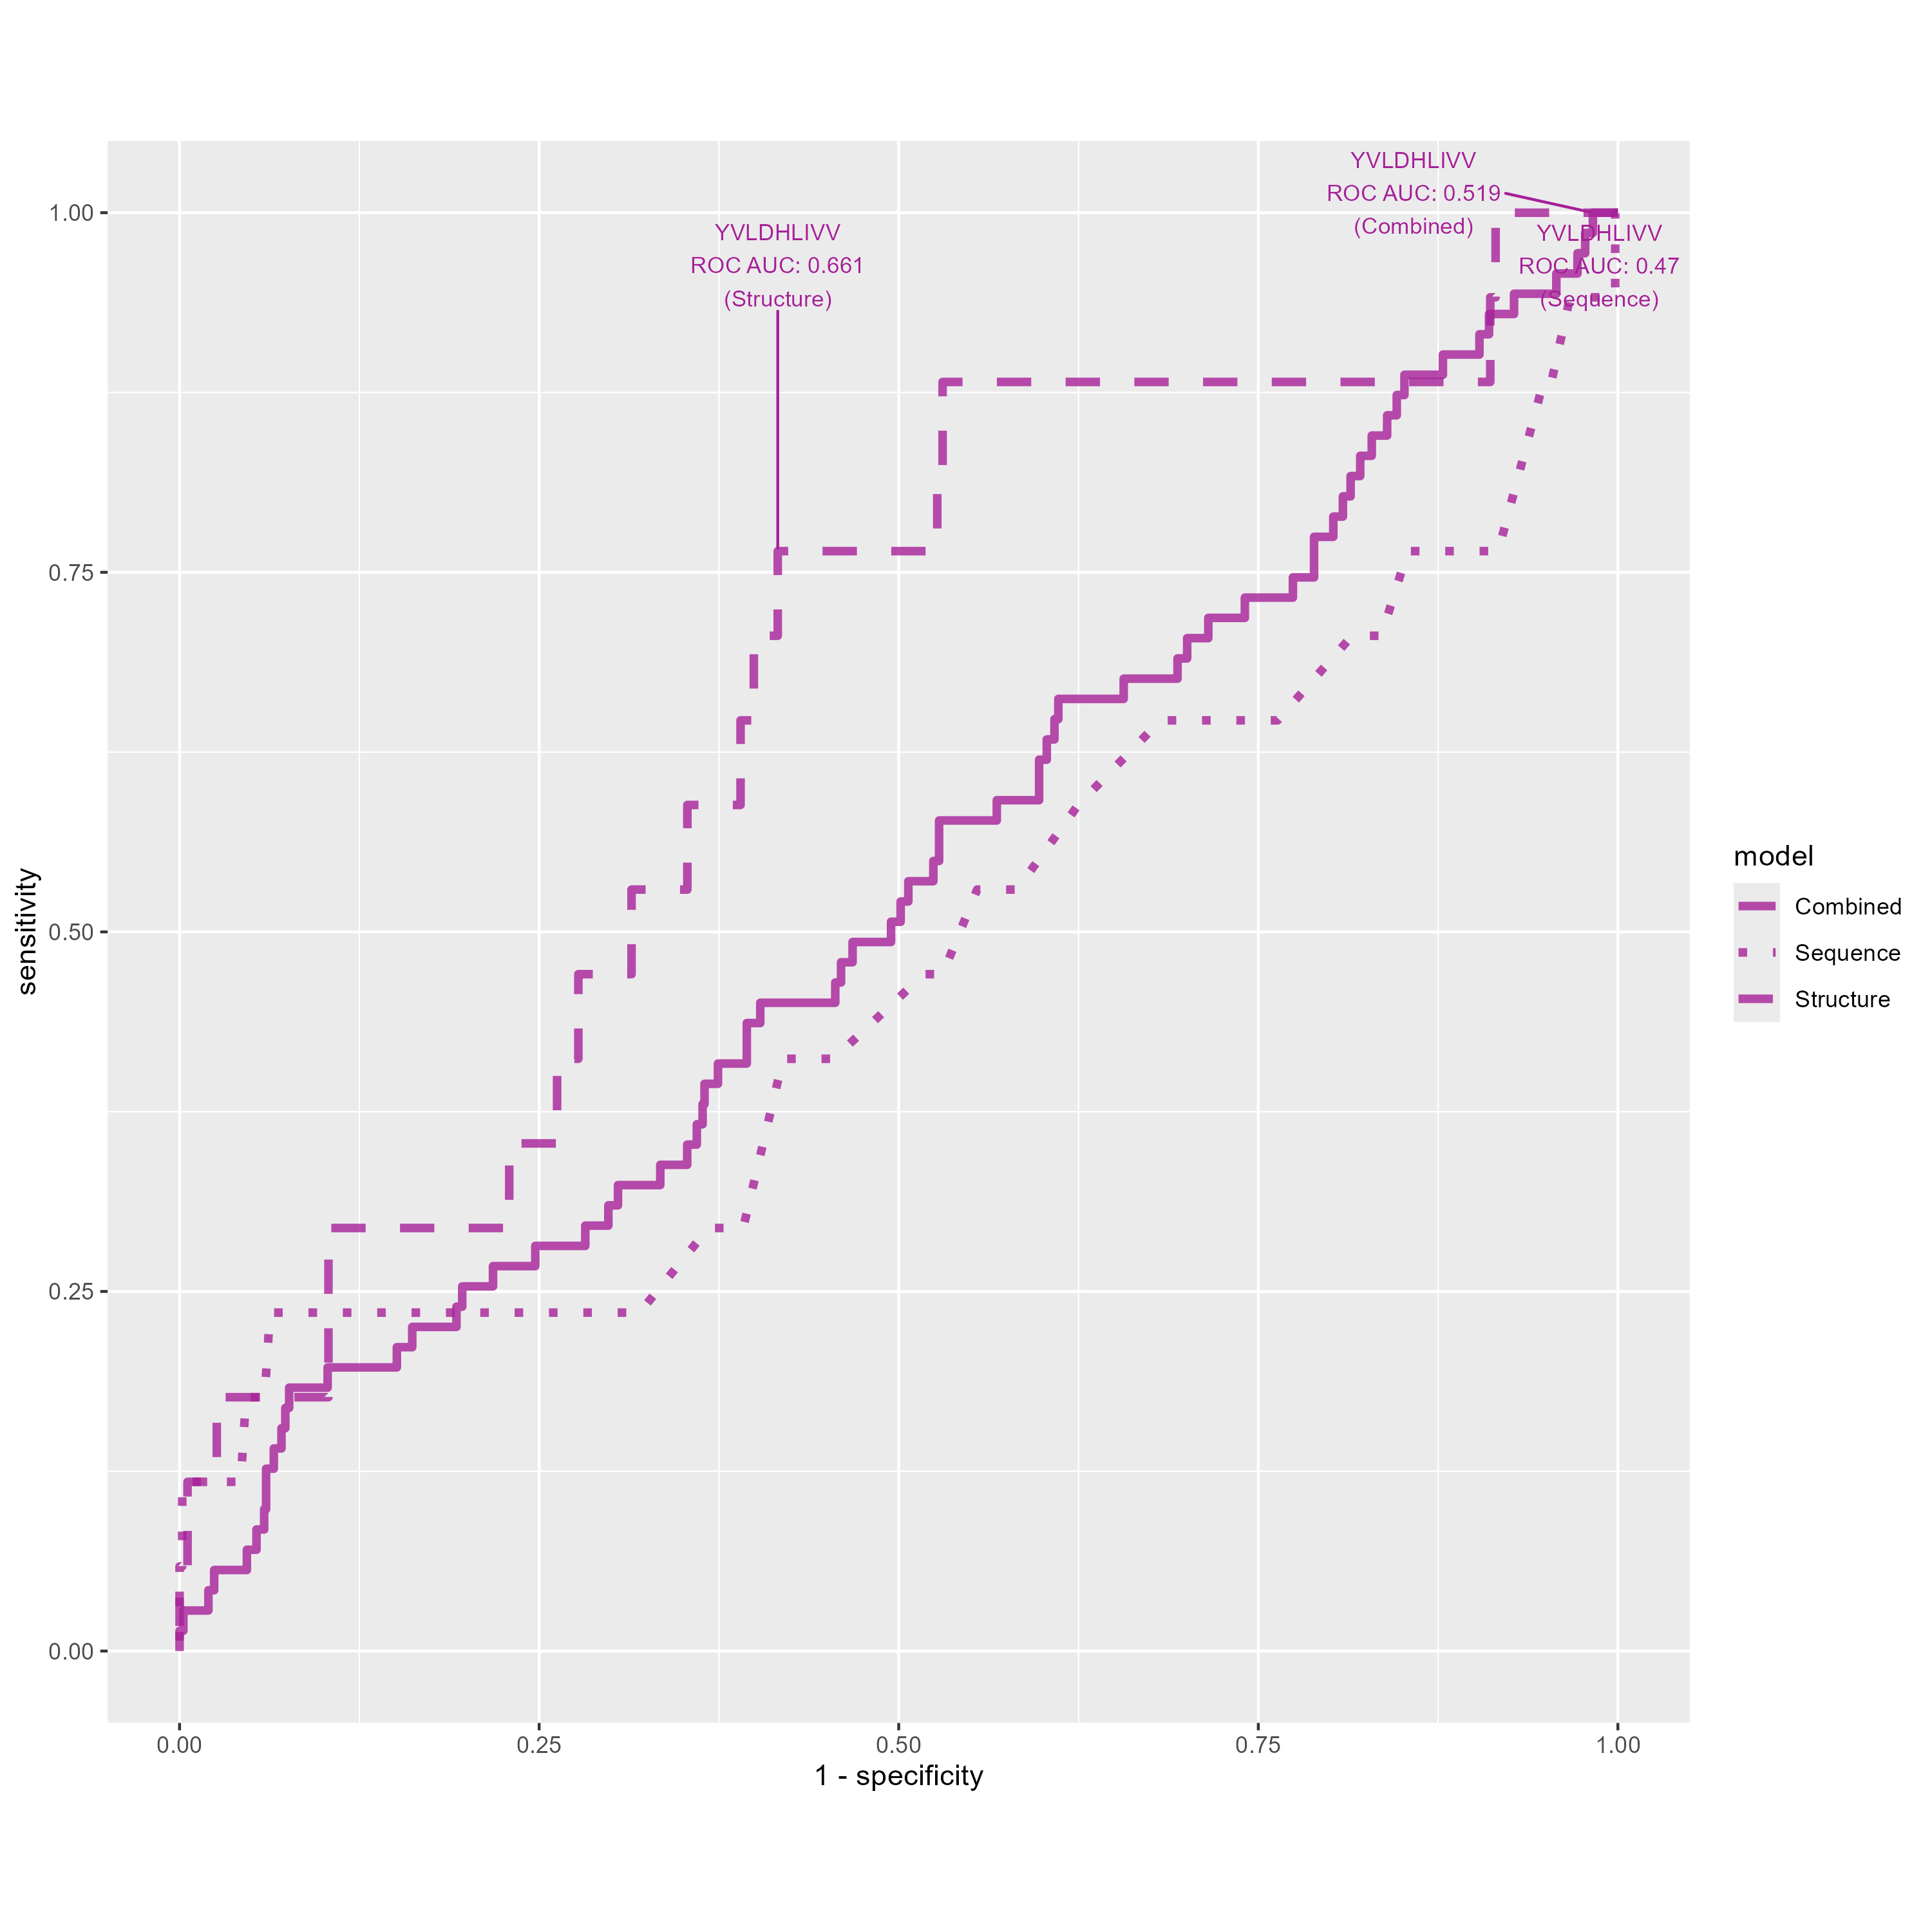 YVLDHLIVV
ROC AUC: 0.519
(Combined)
YVLDHLIVV
ROC AUC: 0.661
(Structure)
YVLDHLIVV
ROC AUC: 0.47
(Sequence)
1.00
0.75
0.50
0.25
0.00
sensitivity
0.00
0.25
0.50
0.75
1.00
1 - specificity
model
Combined
Sequence
Structure